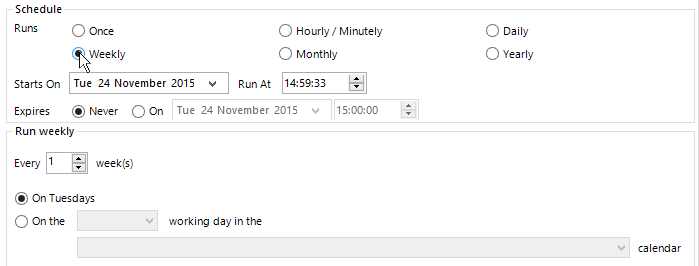 Schedule
Runs Once Hourly / Minutely Daily
Weekly Monthly Yearly
Starts On Tue 24 November 2015 Run At 14:59:33
Expires Never On Tue 24 November 2015 15:00:00
Run weekly
Every 1 week(s)
On Tuesdays
On the working day in the
calendar